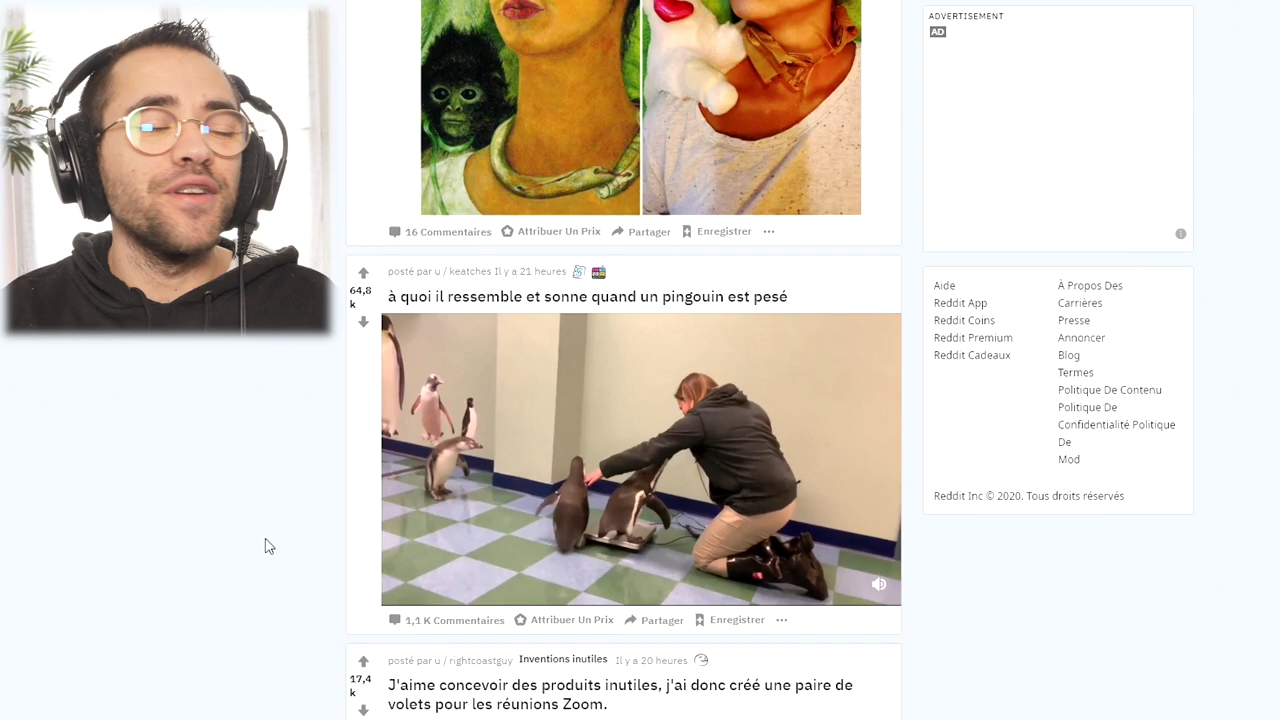 ADVERTISEMENT
AD
16 Commentaires Attribuer Un Prix Partager Enregistrer
posté par u / keatches Il y a 21 heures
64,8
k
à quoi il ressemble et sonne quand un pingouin est pesé
1,1 K Commentaires Attribuer Un Prix Partager Enregistrer
posté par u / rightcoastguy Inventions inutiles Il y a 20 heures
17,4
k
J'aime concevoir des produits inutiles, j'ai donc créé une paire de
volets pour les réunions Zoom.
Aide
Reddit App
Reddit Coins
Reddit Premium
Reddit Cadeaux
À Propos Des
Carrières
Presse
Annoncer
Blog
Termes
Politique De Contenu
Politique De
Confidentialité Politique
De
Mod
Reddit Inc © 2020. Tous droits réservés